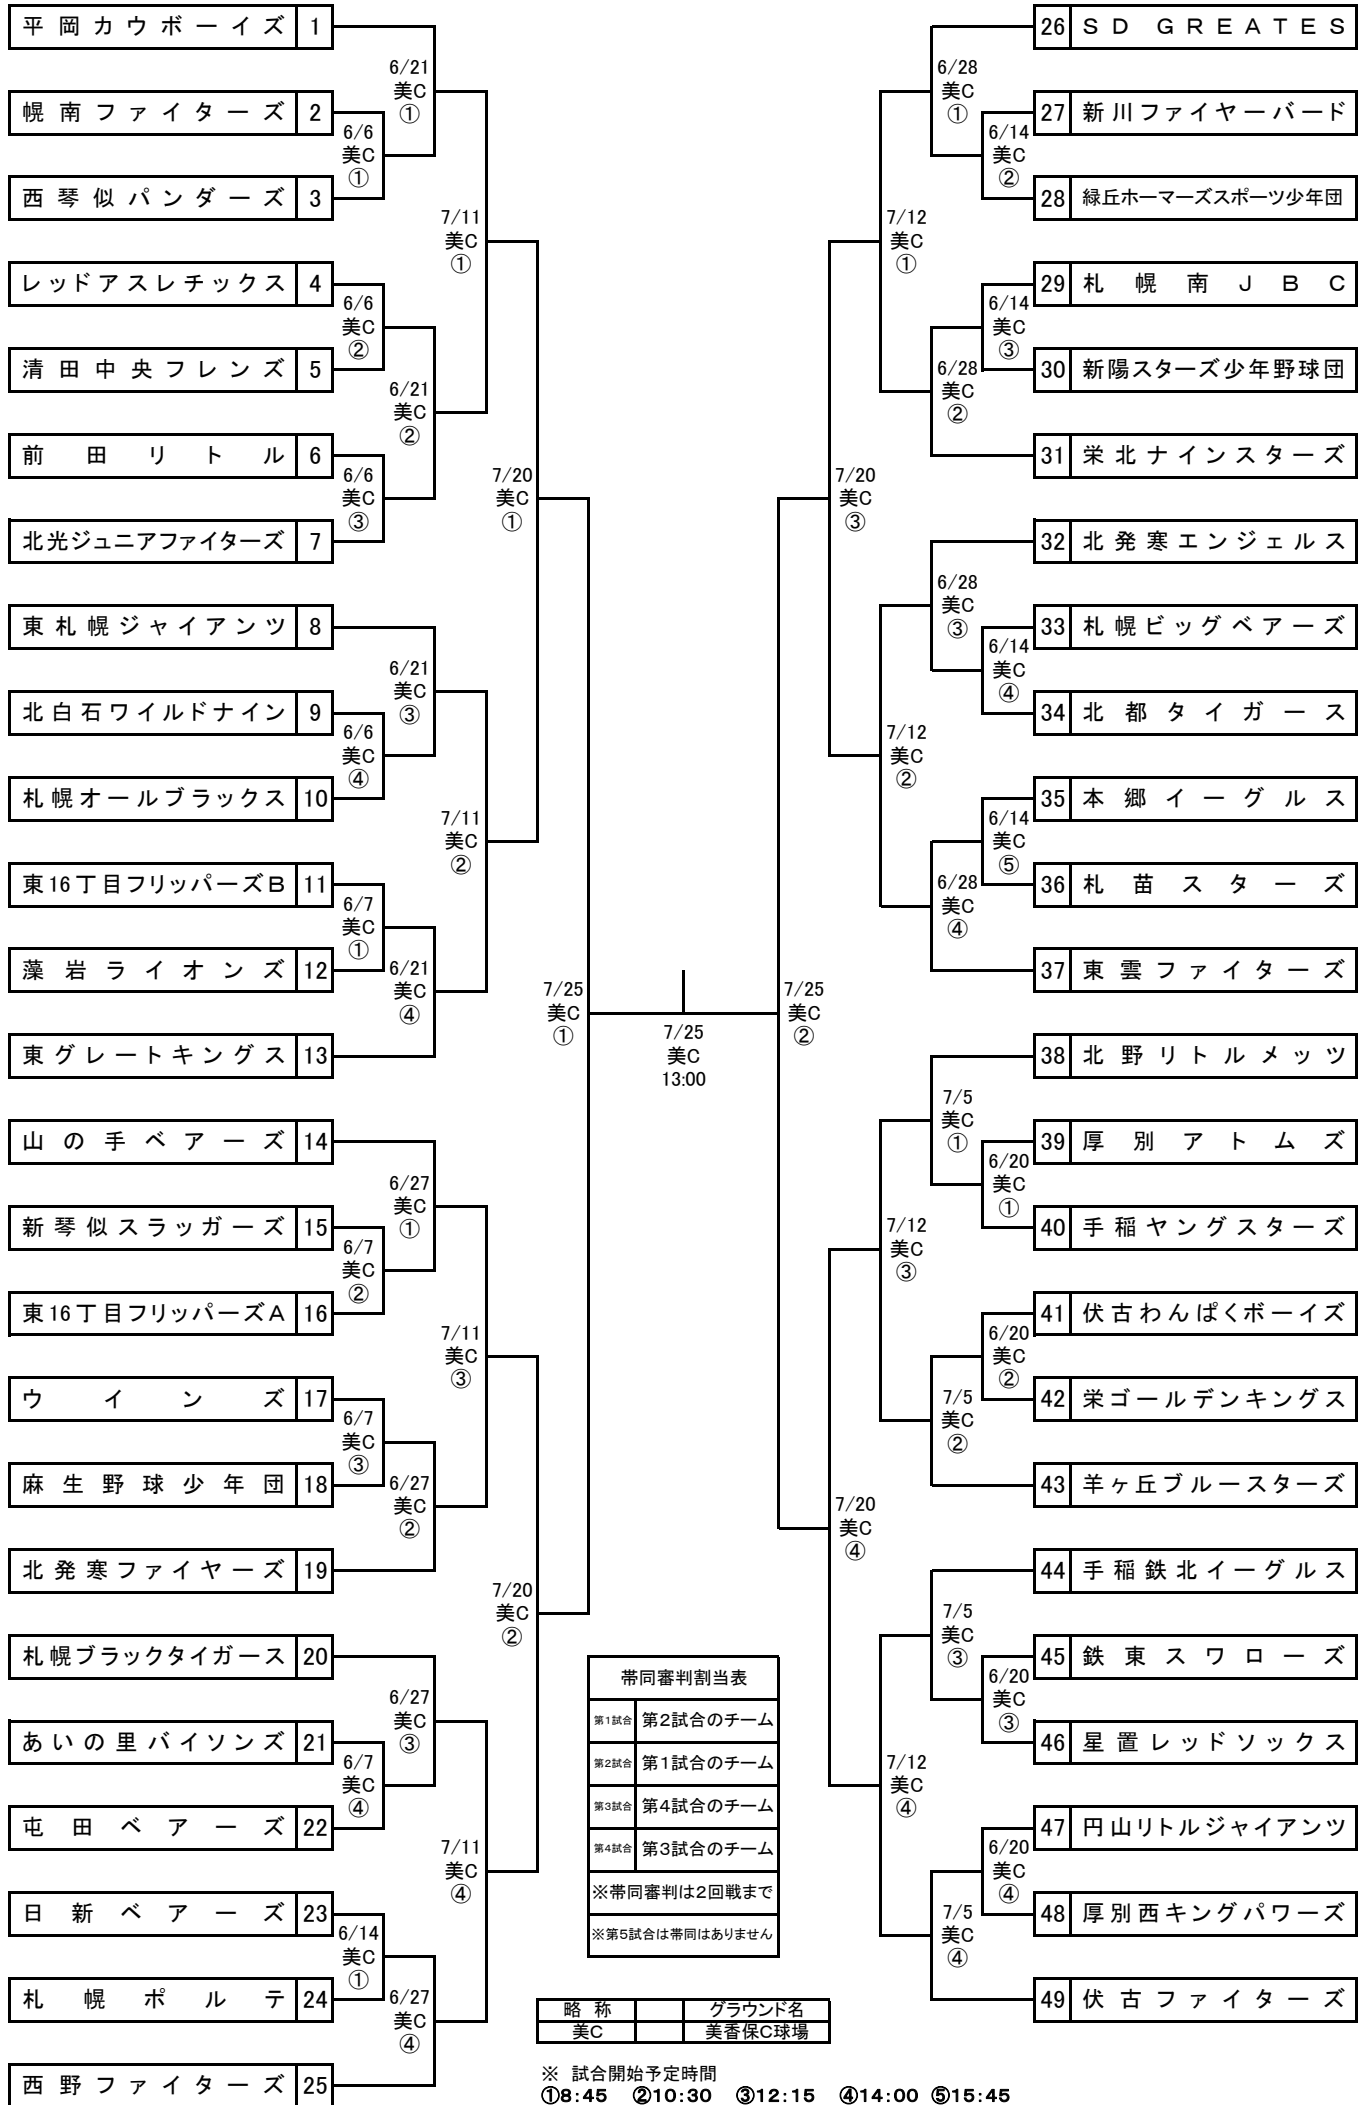 平岡カウボーイズ 1
幌南ファイターズ 2
西琴似パンダーズ 3
レッドアスレチックス 4
清田中央フレンズ 5
前田リトル 6
北光ジュニアファイターズ 7
東札幌ジャイアンツ 8
北白石ワイルドナイン 9
札幌オールブラックス 10
東16丁目フリッパーズB 11
藻岩ライオンズ 12
東グレートキングス 13
山の手ベアーズ 14
新琴似スラッガーズ 15
東16丁目フリッパーズA 16
ウインズ 17
麻生野球少年団 18
北発寒ファイヤーズ 19
札幌ブラックタイガース 20
あいの里バイソンズ 21
屯田ベアーズ 22
日新ベアーズ 23
札幌ポルテ 24
西野ファイターズ 25
6/6
美C
①
6/6
美C
②
6/6
美C
③
6/6
美C
④
6/7
美C
①
6/7
美C
②
6/7
美C
③
6/7
美C
④
6/14
美C
①
6/21
美C
①
6/21
美C
②
6/21
美C
③
6/21
美C
④
6/27
美C
①
6/27
美C
②
6/27
美C
③
6/27
美C
④
7/11
美C
①
7/11
美C
②
7/11
美C
③
7/11
美C
④
7/20
美C
①
7/20
美C
②
7/25
美C
①
7/25
美C
13:00
7/25
美C
②
7/20
美C
③
7/20
美C
④
7/12
美C
①
7/12
美C
②
7/12
美C
③
7/12
美C
④
6/28
美C
①
6/28
美C
②
6/28
美C
③
6/28
美C
④
7/5
美C
①
7/5
美C
②
7/5
美C
③
7/5
美C
④
6/14
美C
②
6/14
美C
③
6/14
美C
④
6/14
美C
⑤
6/20
美C
①
6/20
美C
②
6/20
美C
③
6/20
美C
④
26 SD GREATES
27 新川ファイヤーバード
28 緑丘ホーマーズスポーツ少年団
29 札幌南JBC
30 新陽スターズ少年野球団
31 栄北ナインスターズ
32 北発寒エンジェルス
33 札幌ビッグベアーズ
34 北都タイガース
35 本郷イーグルス
36 札苗スターズ
37 東雲ファイターズ
38 北野リトルメッツ
39 厚別アトムズ
40 手稲ヤングスターズ
41 伏古わんぱくボーイズ
42 栄ゴールデンキングス
43 羊ヶ丘ブルースターズ
44 手稲鉄北イーグルス
45 鉄東スワローズ
46 星置レッドソックス
47 円山リトルジャイアンツ
48 厚別西キングパワーズ
49 伏古ファイターズ
帯同審判割当表
第1試合 第2試合のチーム
第2試合 第1試合のチーム
第3試合 第4試合のチーム
第4試合 第3試合のチーム
※帯同審判は2回戦まで
※第5試合は帯同はありません
略称 グラウンド名
美C 美香保C球場
※ 試合開始予定時間
①8:45 ②10:30 ③12:15 ④14:00 ⑤15:45